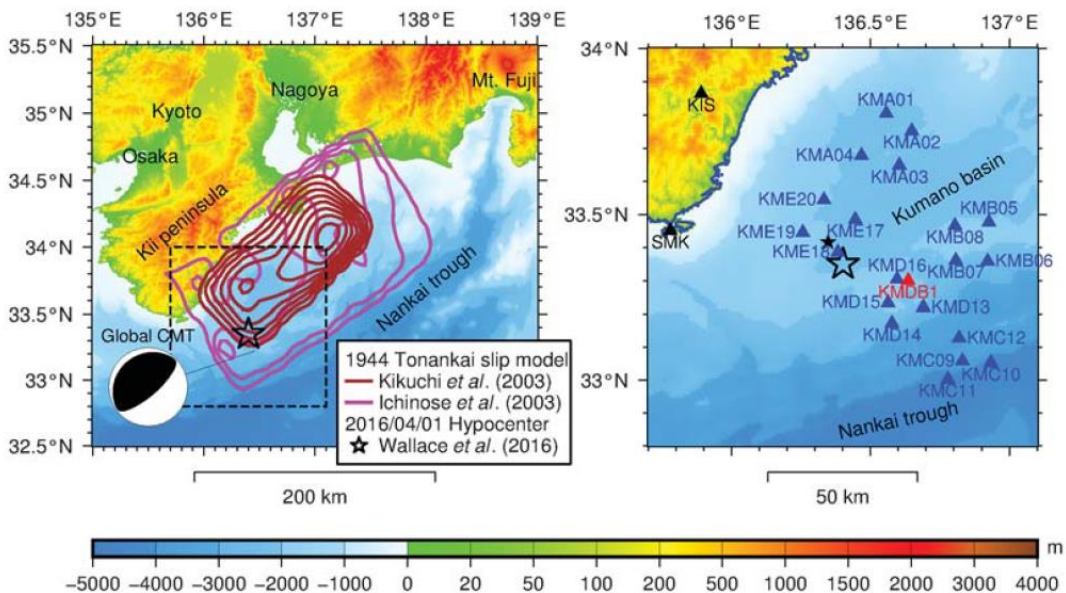 135°E 136°E 137°E 138°E 139°E
35.5°N
35°N
34.5°N
34°N
33.5°N
33°N
32.5°N
Mt. Fuji
Nagoya
Kyoto
Osaka
Kii peninsula
Nankai trough
Global CMT
1944 Tonankai slip model
Kikuchi et al. (2003)
Ichinose et al. (2003)
2016/04/01 Hypocenter
Wallace et al. (2016)
200 km
136°E 136.5°E 137°E
34°N
33.5°N
33°N
KIS
KMA01
KMA02
KMA04
KMA03
Kumano basin
KME20
KMB05
KME19
KME17
KMB08
SMK
KME18
KMB07
KMB06
KMD16
KMDB1
KMD15
KMD13
KMD14
KMC12
KMC09
KMC10
KMC11
Nankai trough
50 km
m
−5000 −4000 −3000 −2000 −1000 0 20 50 100 200 500 1000 1500 2000 3000 4000